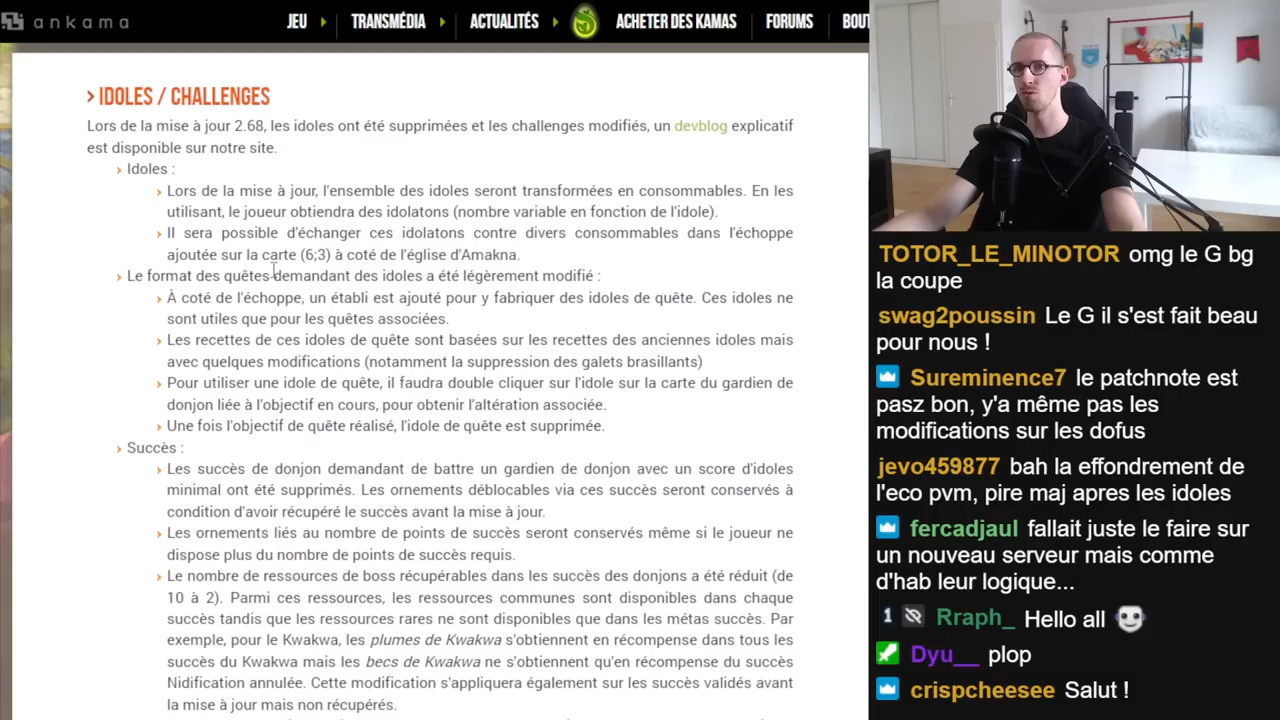 ankama
JEU
TRANSMÉDIA
ACTUALITÉS
ACHETER DES KAMAS
FORUMS
BOUT
IDOLES / CHALLENGES
Lors de la mise à jour 2.68, les idoles ont été supprimées et les challenges modifiés, un devblog explicatif
est disponible sur notre site.
Idoles :
Lors de la mise à jour, l'ensemble des idoles seront transformées en consommables. En les
utilisant, le joueur obtiendra des idolatons (nombre variable en fonction de l'idole).
Il sera possible d'échanger ces idolatons contre divers consommables dans l'échoppe
ajoutée sur la carte (6;3) à coté de l'église d'Amakna.
Le format des quêtes demandant des idoles a été légèrement modifié :
À coté de l'échoppe, un établi est ajouté pour y fabriquer des idoles de quête. Ces idoles ne
sont utiles que pour les quêtes associées.
Les recettes de ces idoles de quête sont basées sur les recettes des anciennes idoles mais
avec quelques modifications (notamment la suppression des galets brasillants)
Pour utiliser une idole de quête, il faudra double cliquer sur l'idole sur la carte du gardien de
donjon liée à l'objectif en cours, pour obtenir l'altération associée.
Une fois l'objectif de quête réalisé, l'idole de quête est supprimée.
Succès :
Les succès de donjon demandant de battre un gardien de donjon avec un score d'idoles
minimal ont été supprimés. Les ornements déblocables via ces succès seront conservés à
condition d'avoir récupéré le succès avant la mise à jour.
Les ornements liés au nombre de points de succès seront conservés même si le joueur ne
dispose plus du nombre de points de succès requis.
Le nombre de ressources de boss récupérables dans les succès des donjons a été réduit (de
10 à 2). Parmi ces ressources, les ressources communes sont disponibles dans chaque
succès tandis que les ressources rares ne sont disponibles que dans les métas succès. Par
exemple, pour le Kwakwa, les plumes de Kwakwa s'obtiennent en récompense dans tous les
succès du Kwakwa mais les becs de Kwakwa ne s'obtiennent qu'en récompense du succès
Nidification annulée. Cette modification s'appliquera également sur les succès validés avant
la mise à jour mais non récupérés.
TOTOR_LE_MINOTOR omg le G bg
la coupe
swag2poussin Le G il s'est fait beau
pour nous !
Sureminence7 le patchnote est
pasz bon, y'a même pas les
modifications sur les dofus
jevo459877 bah la effondrement de
l'eco pvm, pire maj apres les idoles
fercadjaul fallait juste le faire sur
un nouveau serveur mais comme
d'hab leur logique...
1 Rraph_ Hello all
Dyu__ plop
crispcheesee Salut !